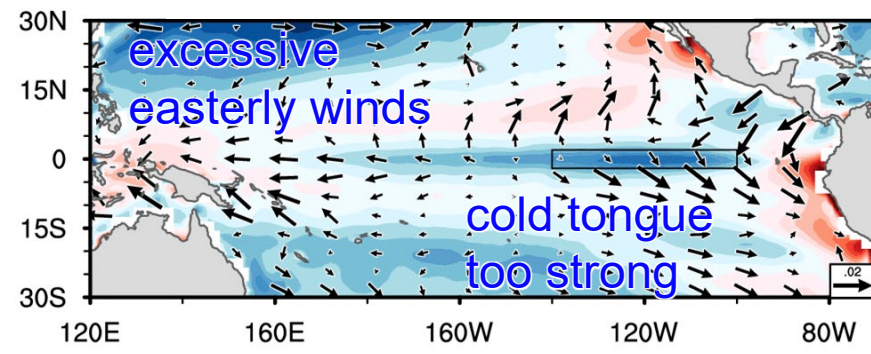 30N
excessive
15N
easterly winds
0
cold tongue
15S
too strong
.02
30S
120E 160E 160W 120W 80W